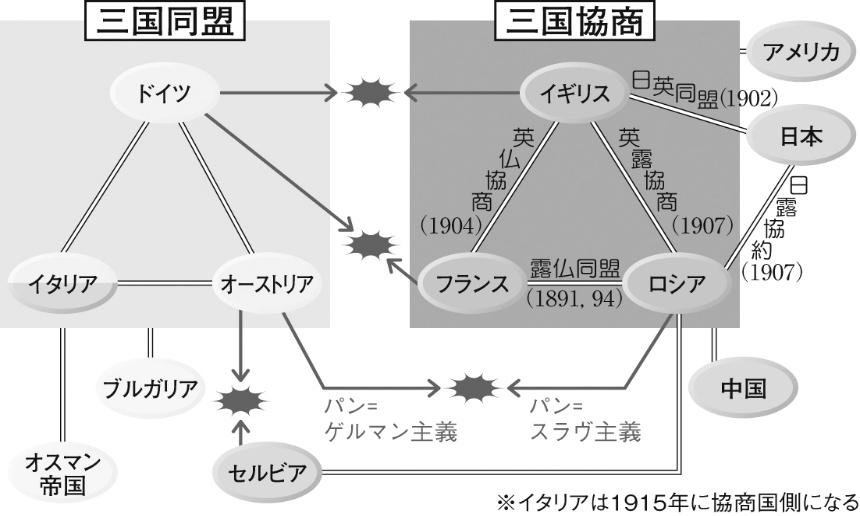 三国同盟
三国協商
ドイツ
イギリス
アメリカ
日英同盟(1902)
日本
英仏協商
(1904)
英露協商
(1907)
日露協約
(1907)
イタリア
オーストリア
フランス
露仏同盟
(1891, 94)
ロシア
ブルガリア
パン=
ゲルマン主義
パン=
スラヴ主義
中国
オスマン
帝国
セルビア
※イタリアは1915年に協商国側になる